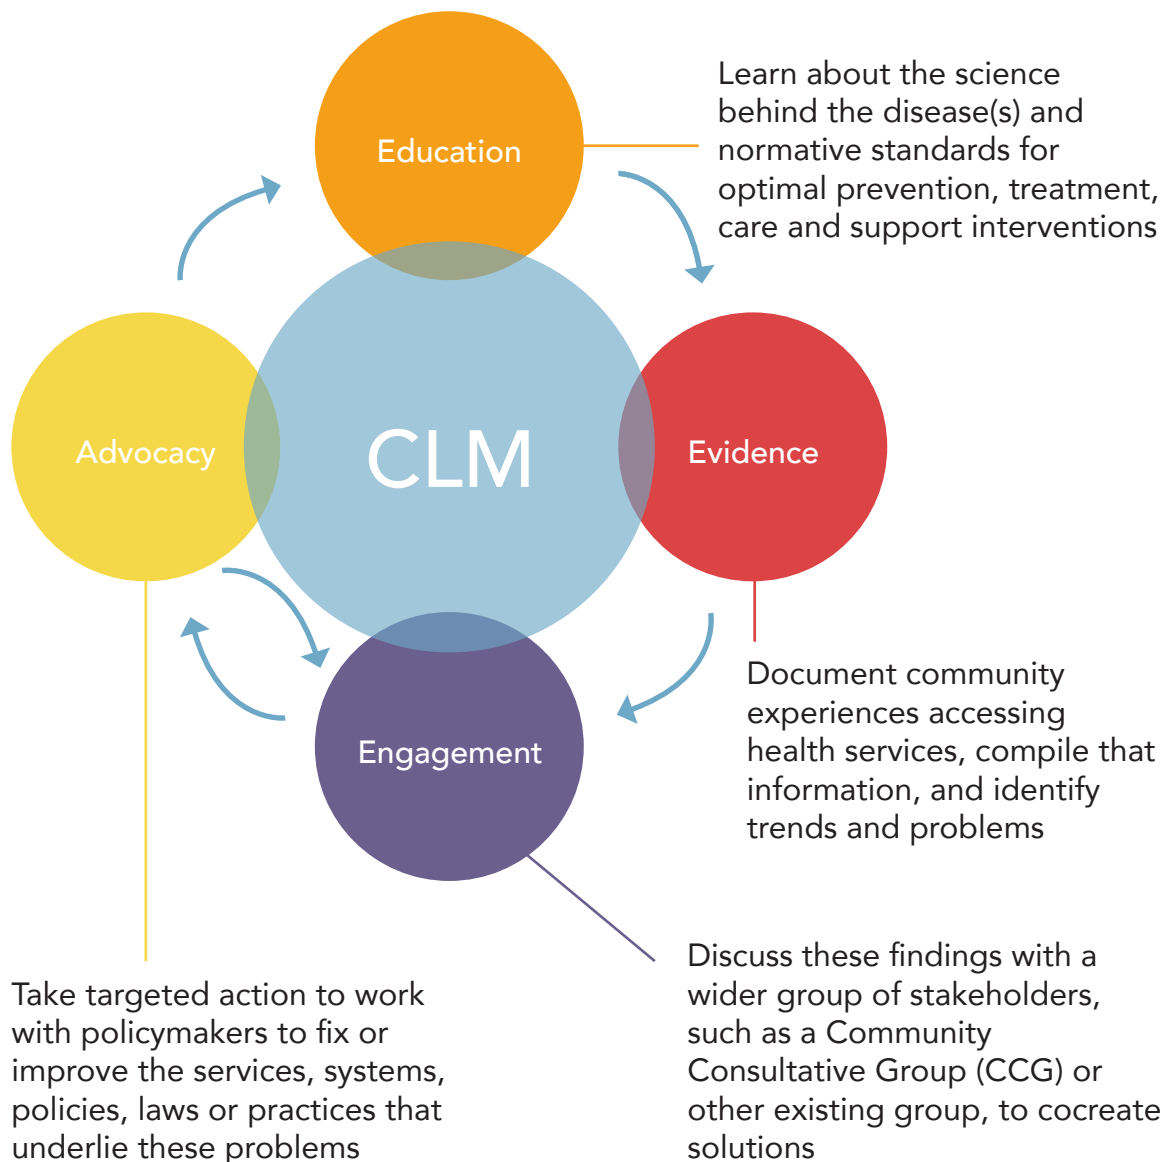 Education
Learn about the science
behind the disease(s) and
normative standards for
optimal prevention, treatment,
care and support interventions
Advocacy
CLM
Evidence
Engagement
Document community
experiences accessing
health services, compile that
information, and identify
trends and problems
Discuss these findings with a
wider group of stakeholders,
such as a Community
Consultative Group (CCG) or
other existing group, to cocreate
solutions
Take targeted action to work
with policymakers to fix or
improve the services, systems,
policies, laws or practices that
underlie these problems